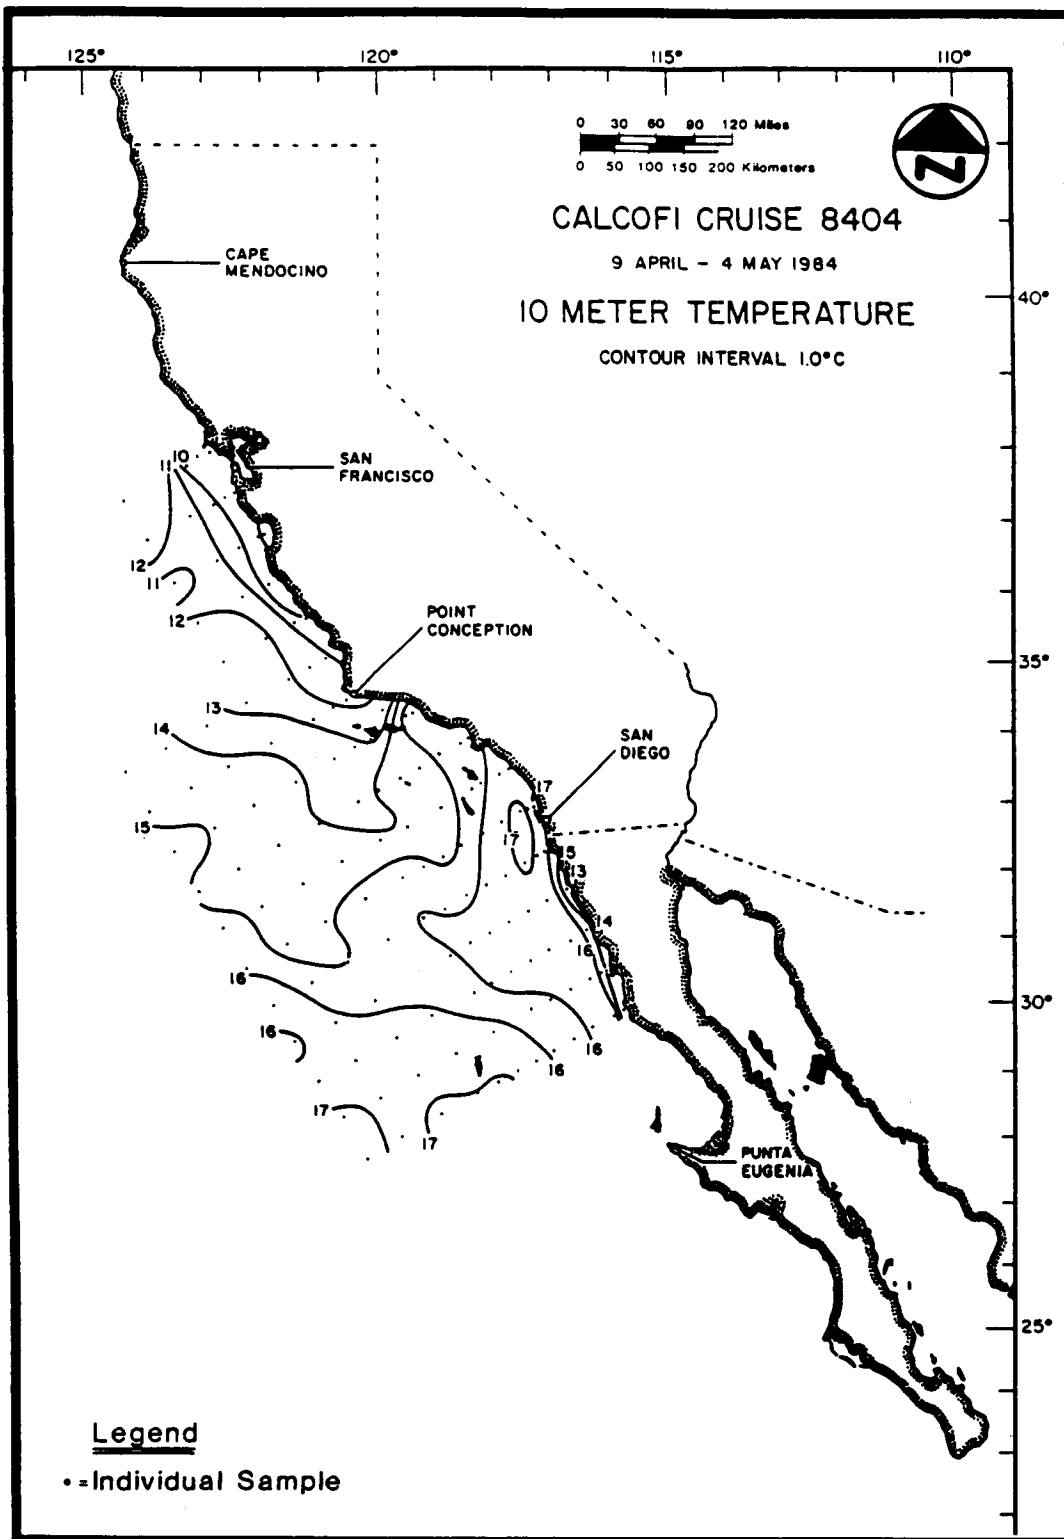 125° 120° 115° 110°
0 30 60 90 120 Miles
0 50 100 150 200 Kilometers
N
CALCOFI CRUISE 8404
9 APRIL - 4 MAY 1984
10 METER TEMPERATURE
CONTOUR INTERVAL 1.0°C
CAPE
MENDOCINO
40°
SAN
FRANCISCO
11 10
12
11
12
POINT
CONCEPTION
35°
13
14
SAN
DIEGO
17
15
17
15
13
14
16
16
30°
16
16
16
17
17
PUNTA
EUGENIA
25°
Legend
• = Individual Sample